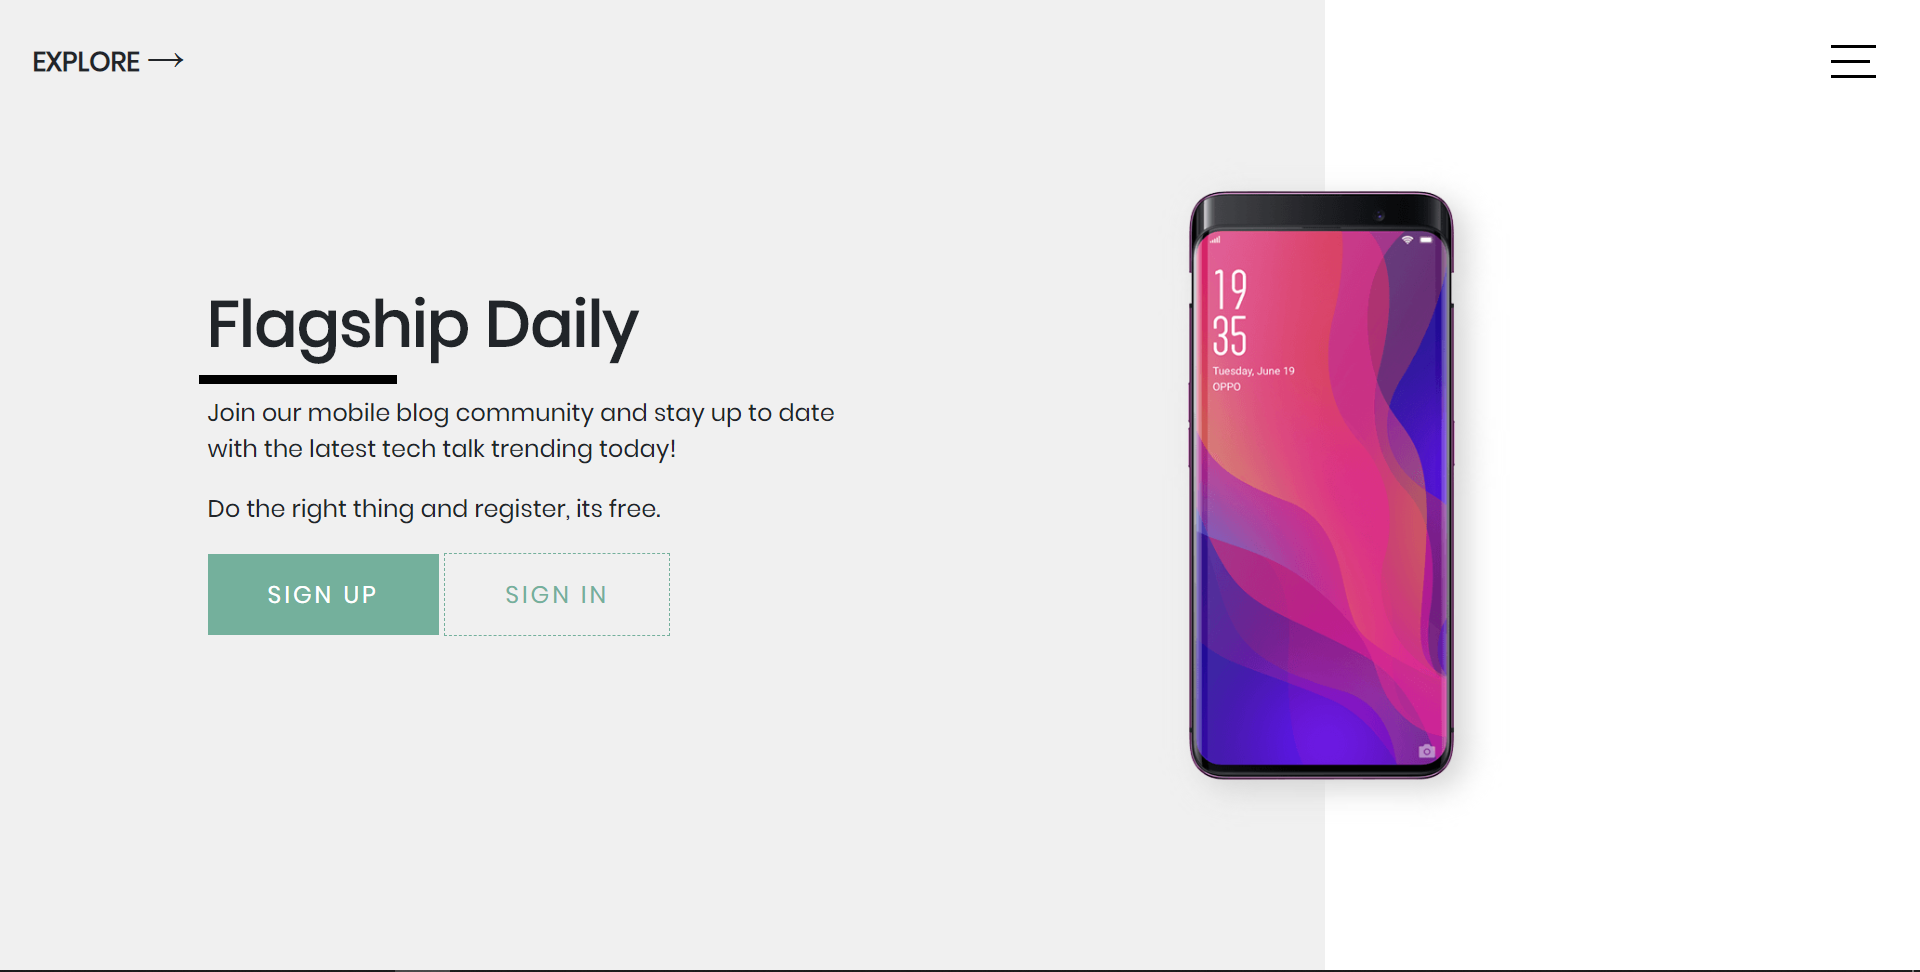 EXPLORE
Flagship Daily
Join our mobile blog community and stay up to date
with the latest tech talk trending today!
Do the right thing and register, its free.
SIGN UP
SIGN IN
19
35
Tuesday, June 19
OPPO